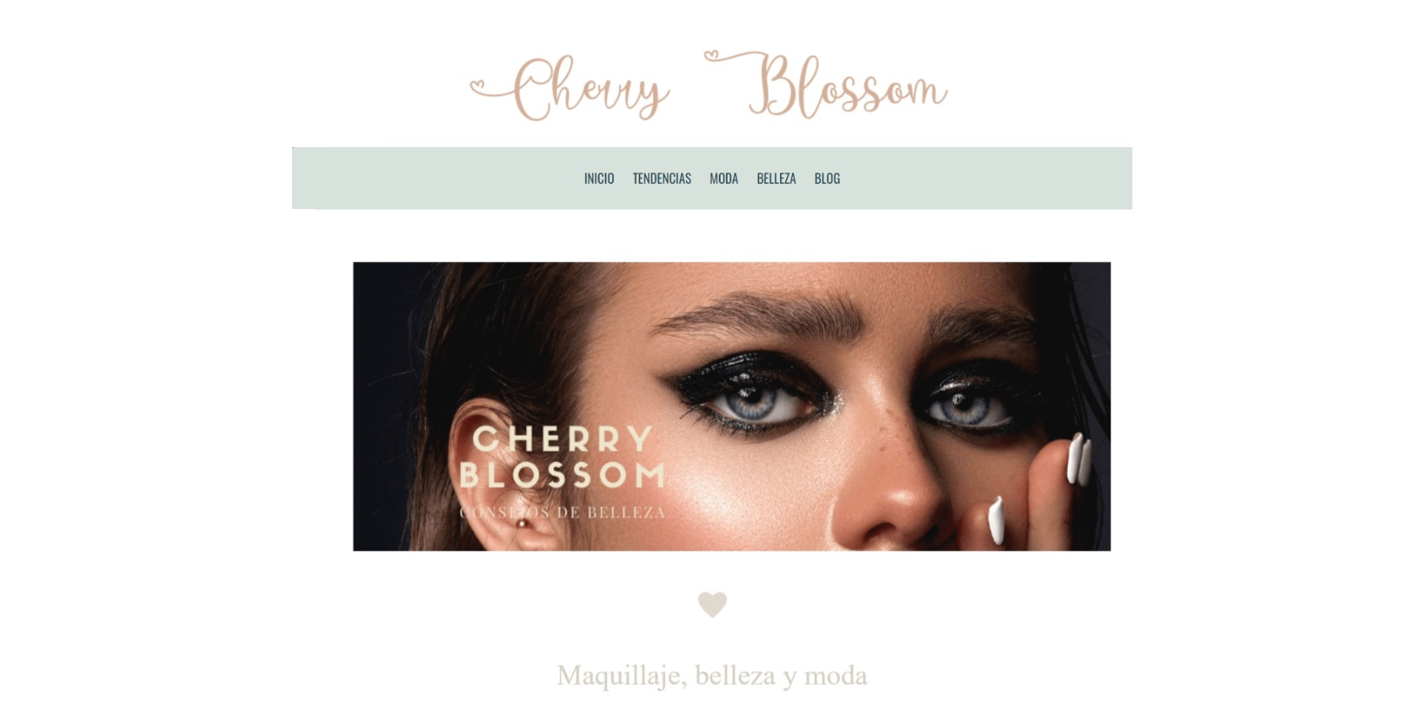 Cherry Blossom
INICIO TENDENCIAS MODA BELLEZA BLOG
CHERRY
BLOSSOM
CONSEJOS DE BELLEZA
Maquillaje, belleza y moda